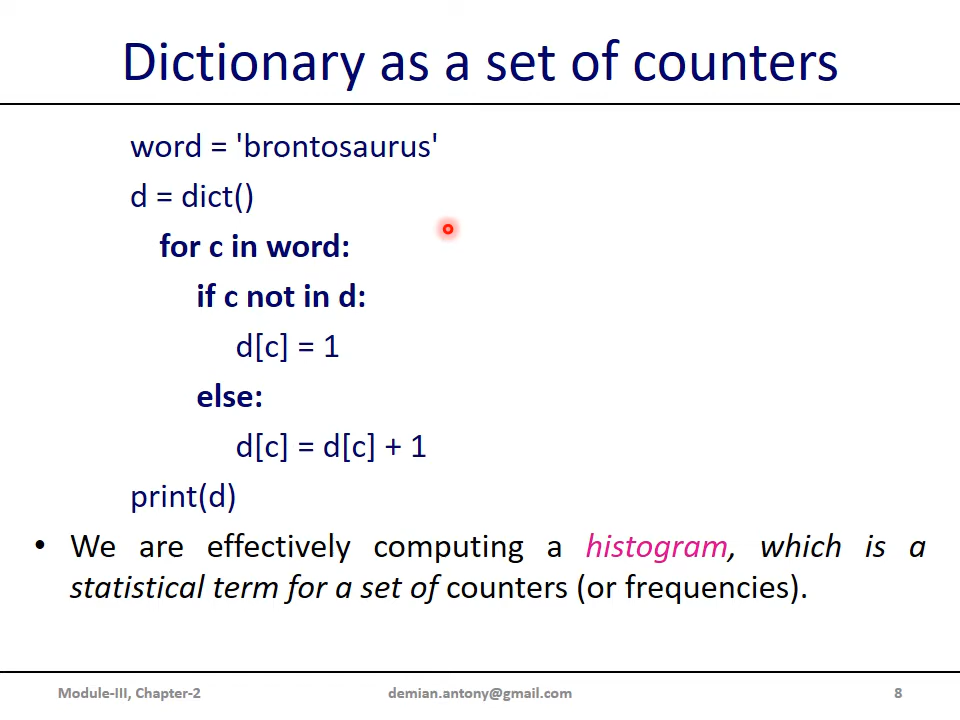 Dictionary as a set of counters
word = 'brontosaurus'
d = dict()
for c in word:
if c not in d:
d[c] = 1
else:
d[c] = d[c] + 1
print(d)
• We are effectively computing a histogram, which is a
statistical term for a set of counters (or frequencies).
Module-III, Chapter-2 demian.antony@gmail.com 8